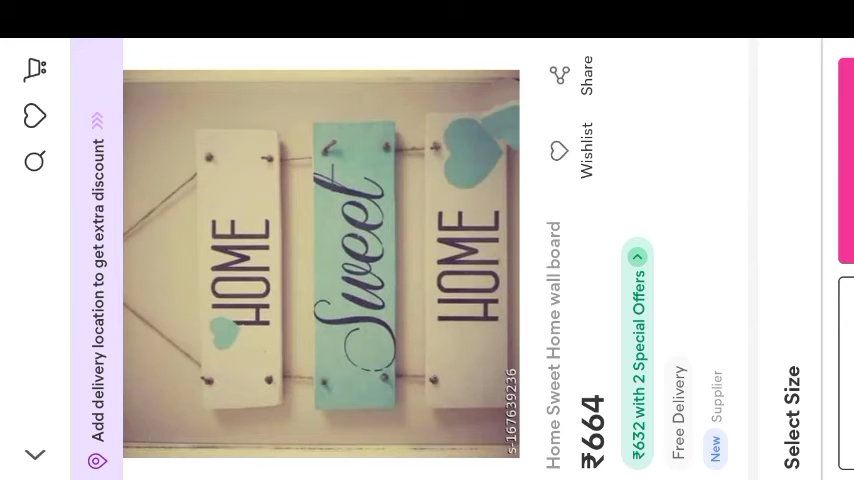 Add delivery location to get extra discount
HOME
Sweet
HOME
s-167639236
Home Sweet Home wall board
Wishlist
Share
₹664
₹632 with 2 Special Offers
Free Delivery
New Supplier
Select Size